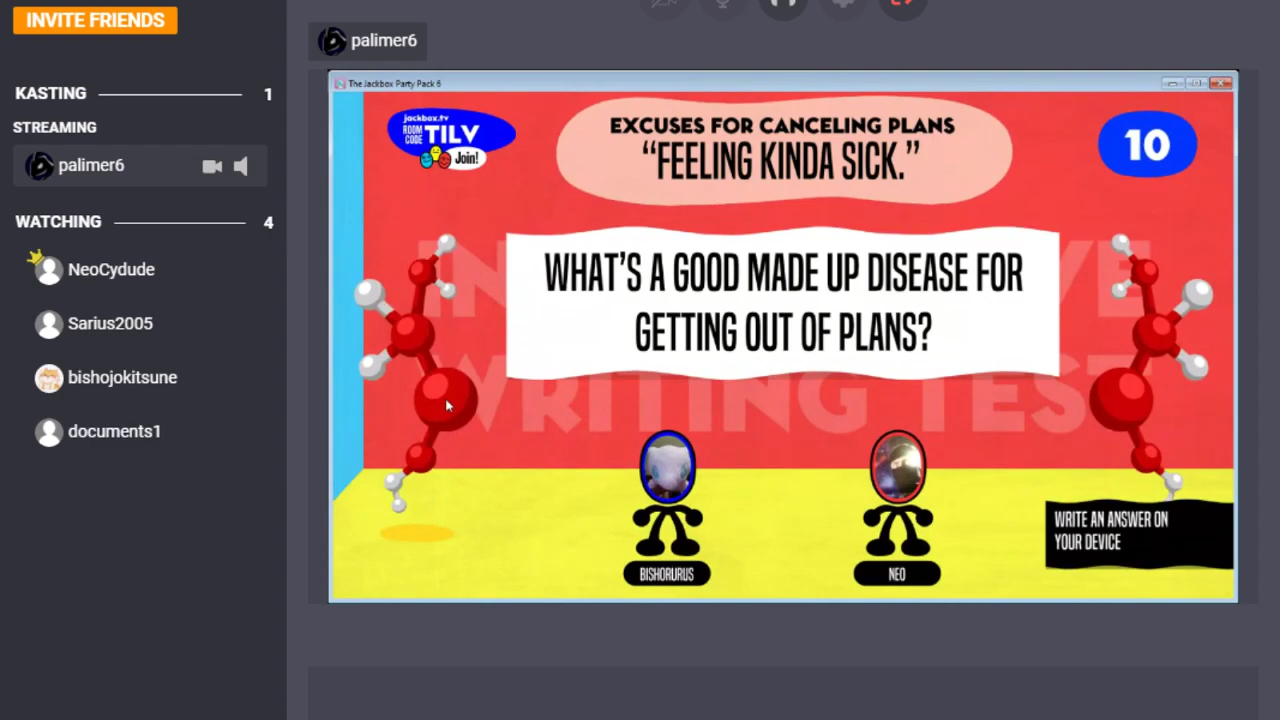 INVITE FRIENDS
KASTING
1
STREAMING
palimer6
WATCHING
4
NeoCydude
Sarius2005
bishojokitsune
documents1
palimer6
The Jackbox Party Pack 6
jackbox.tv
ROOM CODE TILV
Join!
EXCUSES FOR CANCELING PLANS
“FEELING KINDA SICK.”
10
WHAT’S A GOOD MADE UP DISEASE FOR
GETTING OUT OF PLANS?
WRITING TEST
BISHORURUS
NEO
WRITE AN ANSWER ON
YOUR DEVICE